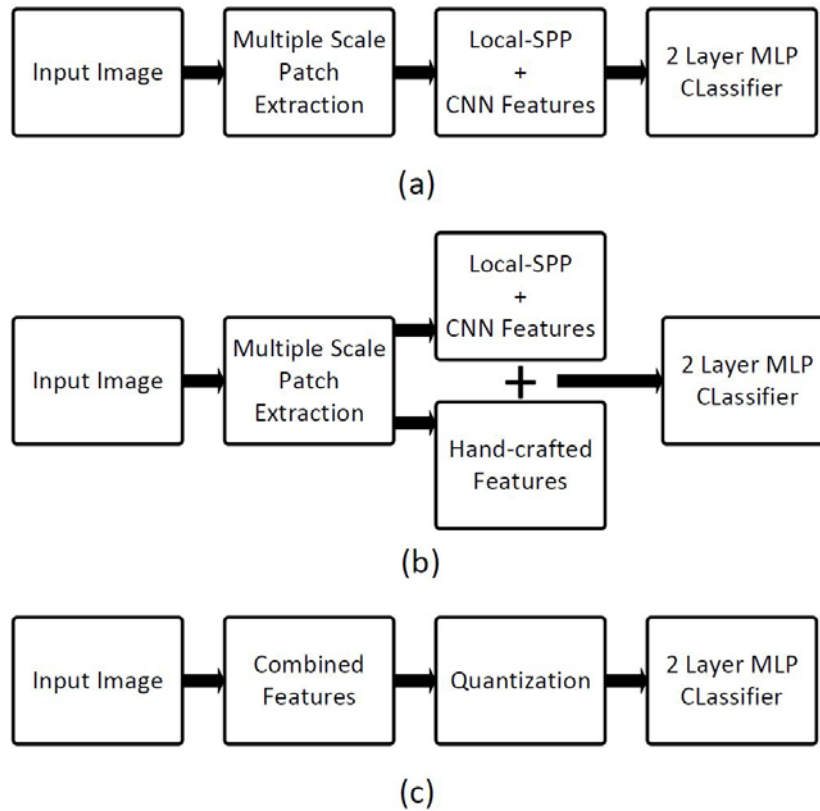 Input Image
Multiple Scale
Patch
Extraction
Local-SPP
+
CNN Features
2 Layer MLP
CLassifier
(a)
Input Image
Multiple Scale
Patch
Extraction
Local-SPP
+
CNN Features
+
Hand-crafted
Features
2 Layer MLP
CLassifier
(b)
Input Image
Combined
Features
Quantization
2 Layer MLP
CLassifier
(c)